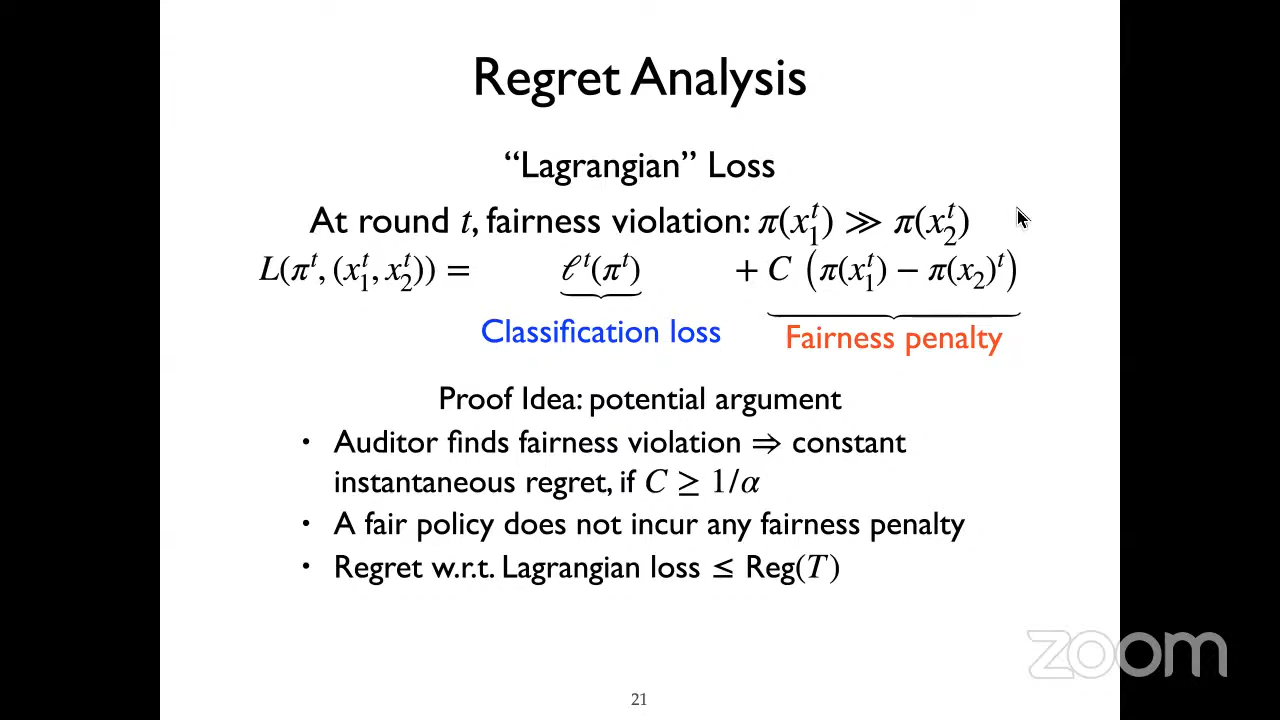 Regret Analysis
“Lagrangian” Loss
At round t, fairness violation: π(x₁ᵗ) ≫ π(x₂ᵗ)
L(πᵗ, (x₁ᵗ, x₂ᵗ)) = ℓᵗ(πᵗ) + C (π(x₁ᵗ) − π(x₂)ᵗ)
Classification loss
Fairness penalty
Proof Idea: potential argument
• Auditor finds fairness violation ⇒ constant
instantaneous regret, if C ≥ 1/α
• A fair policy does not incur any fairness penalty
• Regret w.r.t. Lagrangian loss ≤ Reg(T)
zoom
21